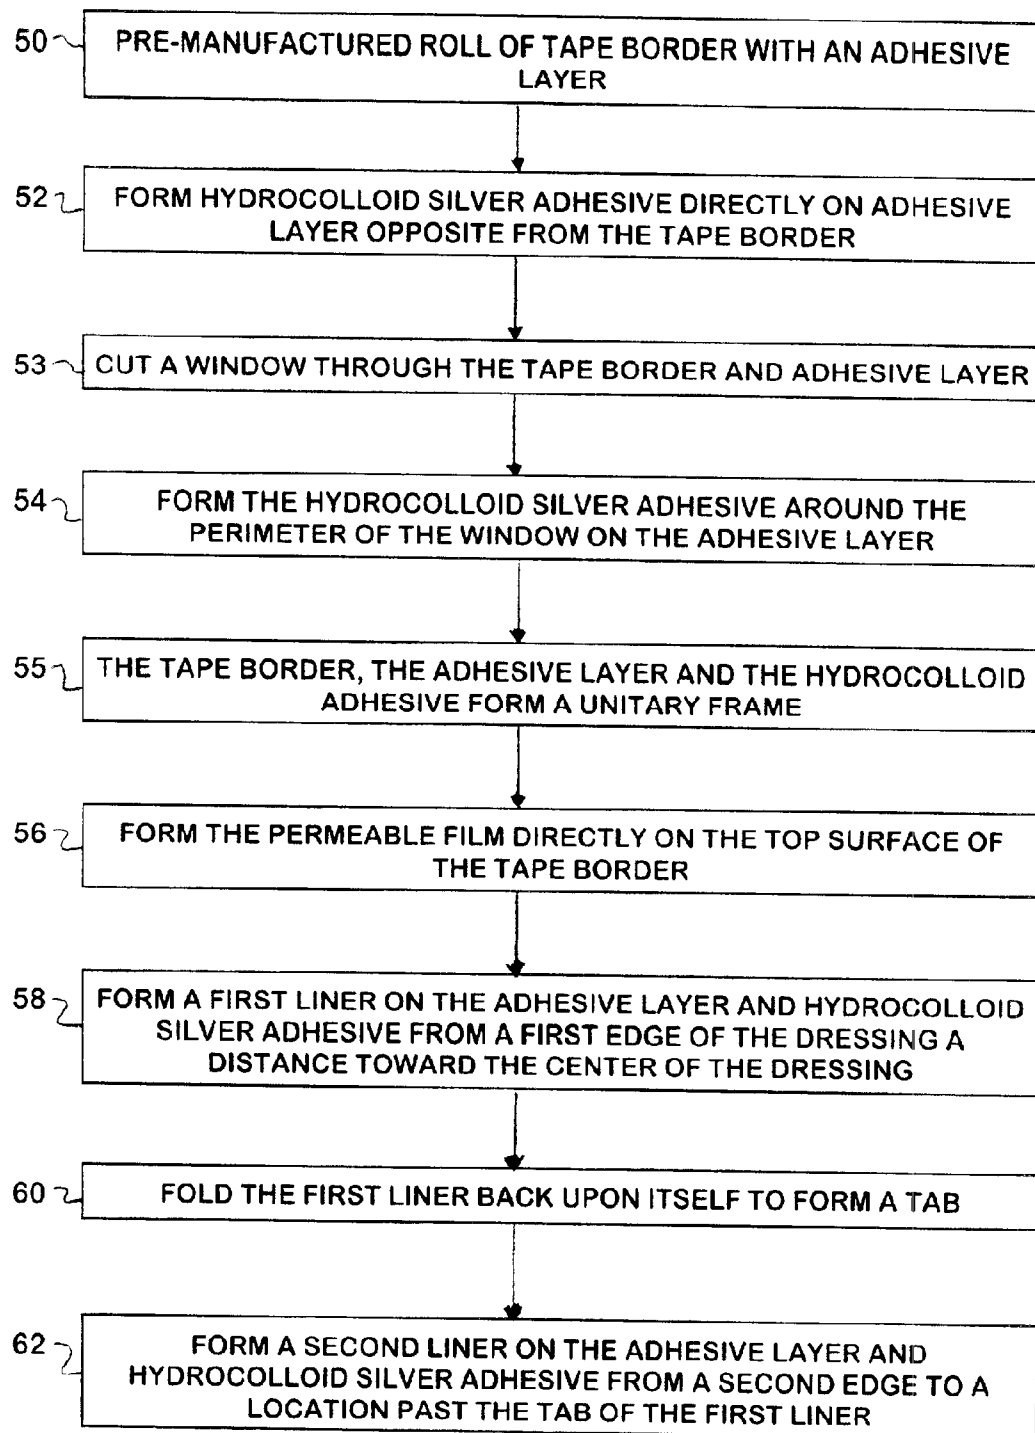 50 PRE-MANUFACTURED ROLL OF TAPE BORDER WITH AN ADHESIVE
LAYER
52 FORM HYDROCOLLOID SILVER ADHESIVE DIRECTLY ON ADHESIVE
LAYER OPPOSITE FROM THE TAPE BORDER
53 CUT A WINDOW THROUGH THE TAPE BORDER AND ADHESIVE LAYER
54 FORM THE HYDROCOLLOID SILVER ADHESIVE AROUND THE
PERIMETER OF THE WINDOW ON THE ADHESIVE LAYER
55 THE TAPE BORDER, THE ADHESIVE LAYER AND THE HYDROCOLLOID
ADHESIVE FORM A UNITARY FRAME
56 FORM THE PERMEABLE FILM DIRECTLY ON THE TOP SURFACE OF
THE TAPE BORDER
58 FORM A FIRST LINER ON THE ADHESIVE LAYER AND HYDROCOLLOID
SILVER ADHESIVE FROM A FIRST EDGE OF THE DRESSING A
DISTANCE TOWARD THE CENTER OF THE DRESSING
60 FOLD THE FIRST LINER BACK UPON ITSELF TO FORM A TAB
62 FORM A SECOND LINER ON THE ADHESIVE LAYER AND
HYDROCOLLOID SILVER ADHESIVE FROM A SECOND EDGE TO A
LOCATION PAST THE TAB OF THE FIRST LINER